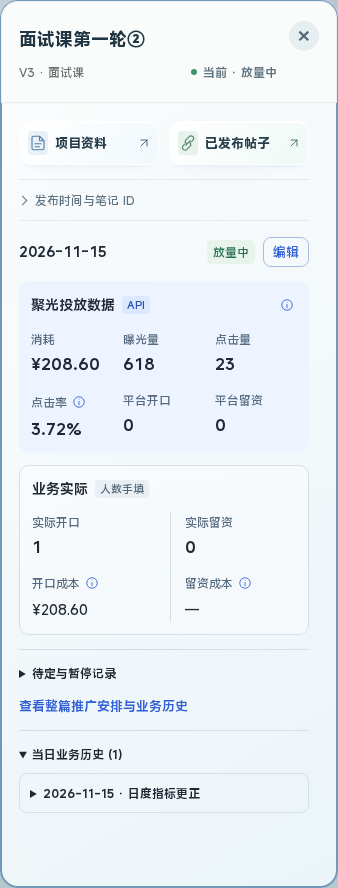 面试课第一轮②
V3 · 面试课
当前 · 放量中
项目资料
已发布帖子
发布时间与笔记 ID
2026-11-15
放量中
编辑
聚光投放数据 API
消耗 曝光量 点击量
¥208.60 618 23
点击率 平台开口 平台留资
3.72% 0 0
业务实际 人数手填
实际开口 实际留资
1 0
开口成本 留资成本
¥208.60 —
待定与暂停记录
查看整篇推广安排与业务历史
当日业务历史 (1)
2026-11-15 · 日度指标更正